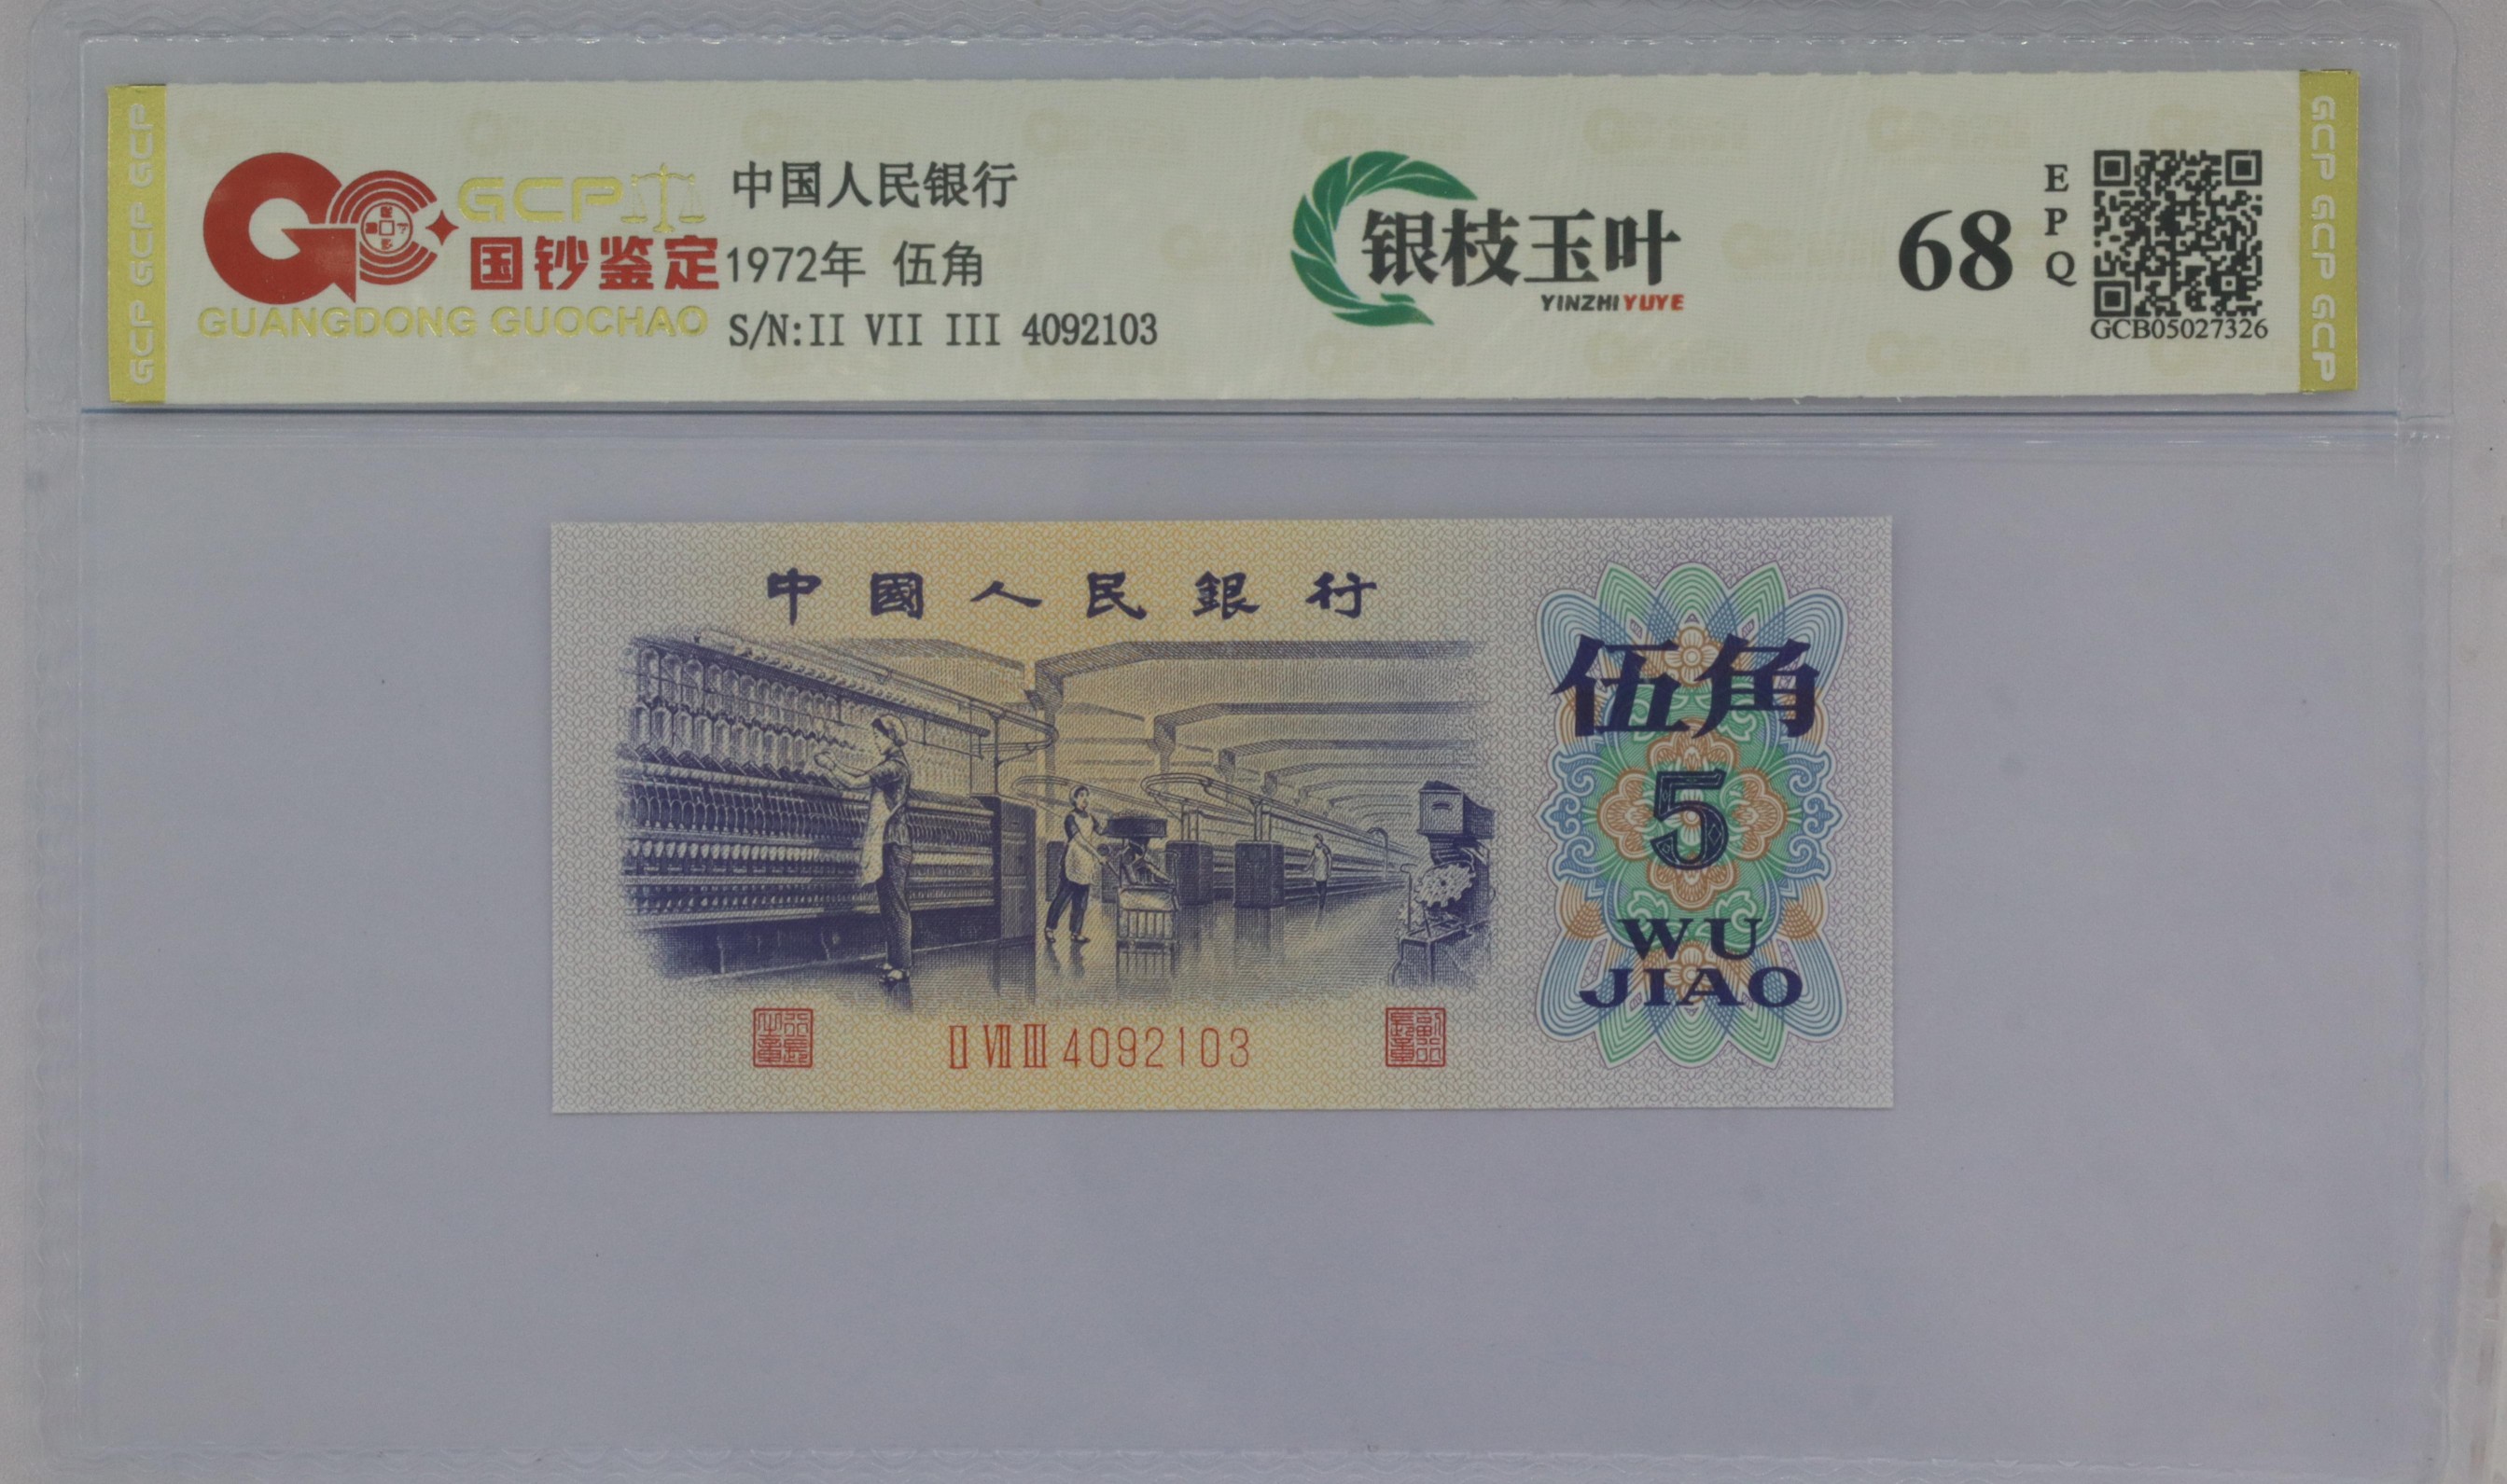 GCP GCP GCP
GCP
国钞鉴定
GUANGDONG GUOCHAO
中国人民银行
1972年 伍角
S/N:II VII III 4092103
银枝玉叶
YINZHIYUYE
68
EPQ
GCB05027326
GCP GCP GCP
中國人民銀行
伍角
5
WU
JIAO
II VII III 4092103